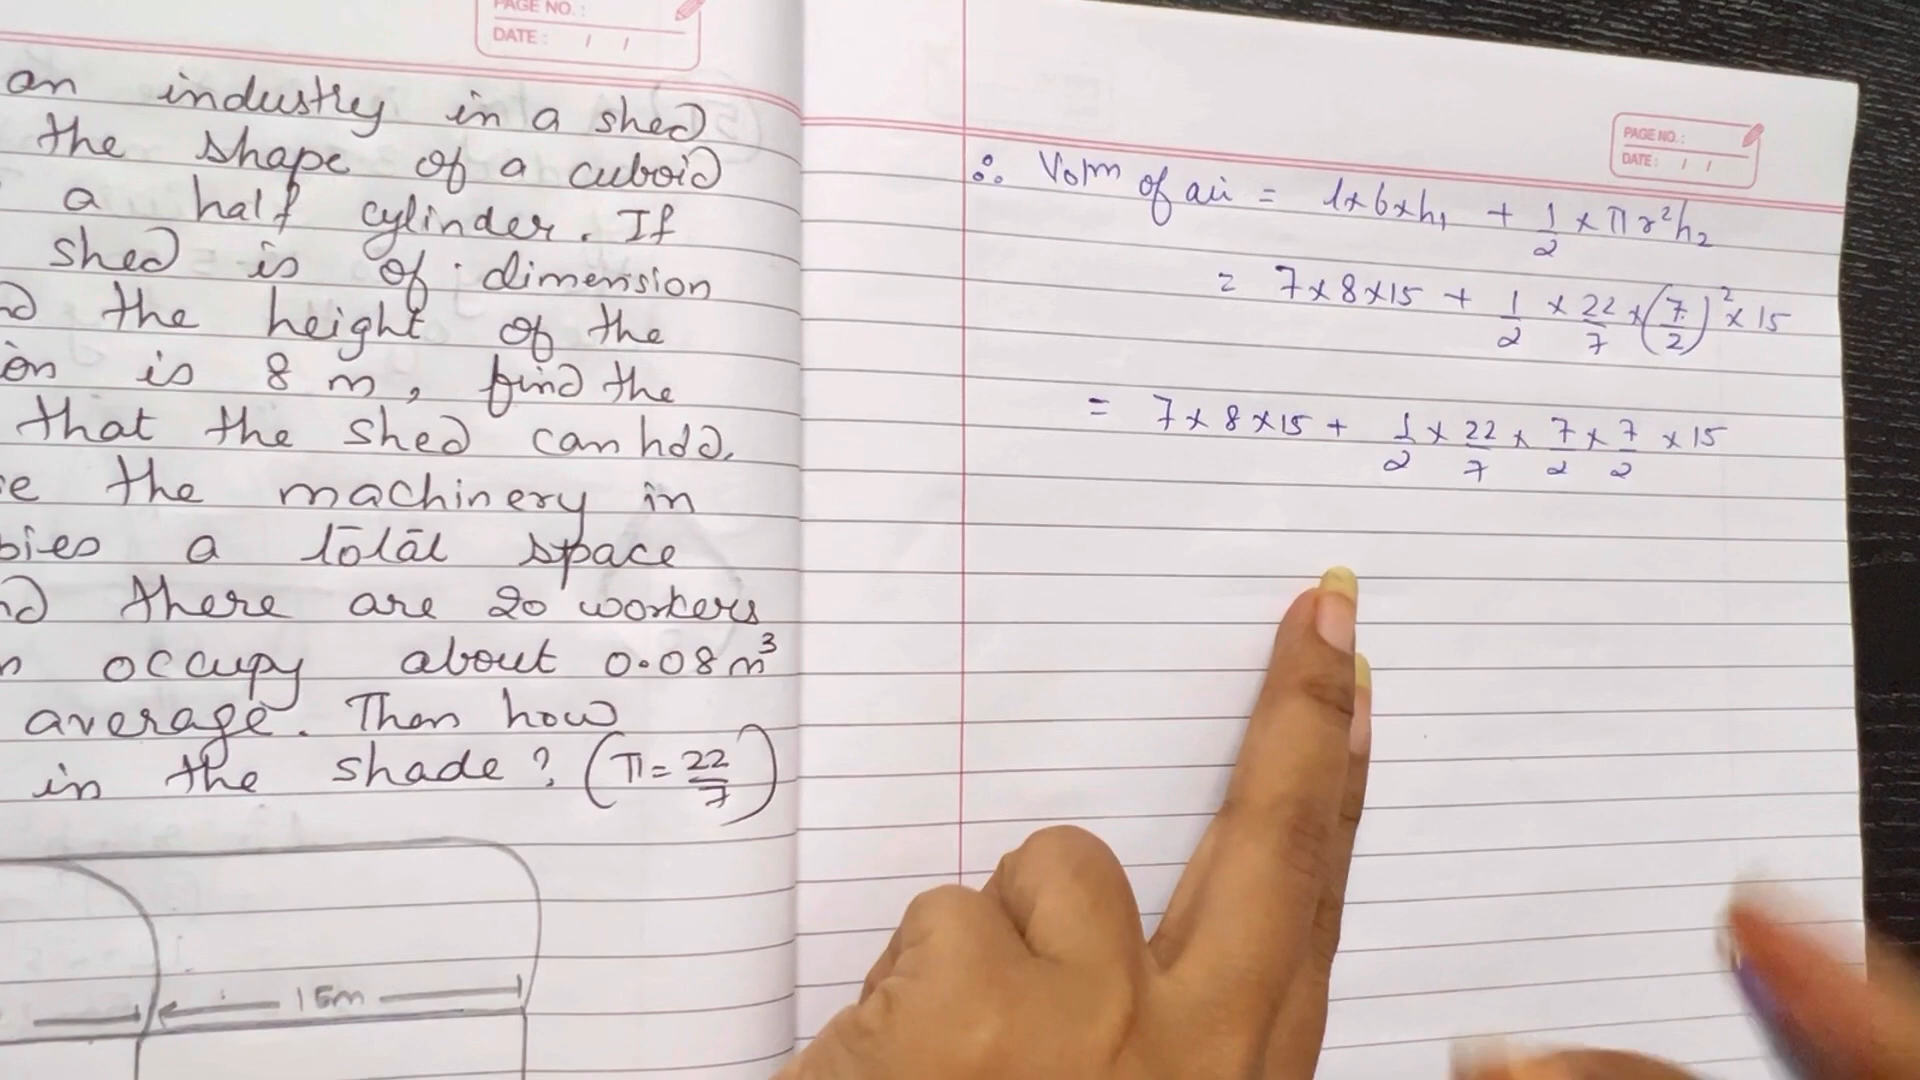 PAGE NO. :
DATE : / /
an industry in a shed
the shape of a cuboid
a half cylinder. If
shed is of dimension
the height of the
is 8 m, find the
that the shed can hdd.
the machinery in
a total space
there are 20 workers
occupy about 0.08 m³
average. Then how
in the shade? (π = 22/7)
15m
PAGE NO. :
DATE : / /
∴ Volm of air = l×b×h₁ + 1/2 × πr²h₂
= 7×8×15 + 1/2 × 22/7 × (7/2)² × 15
= 7×8×15 + 1/2 × 22/7 × 7/2 × 7/2 × 15